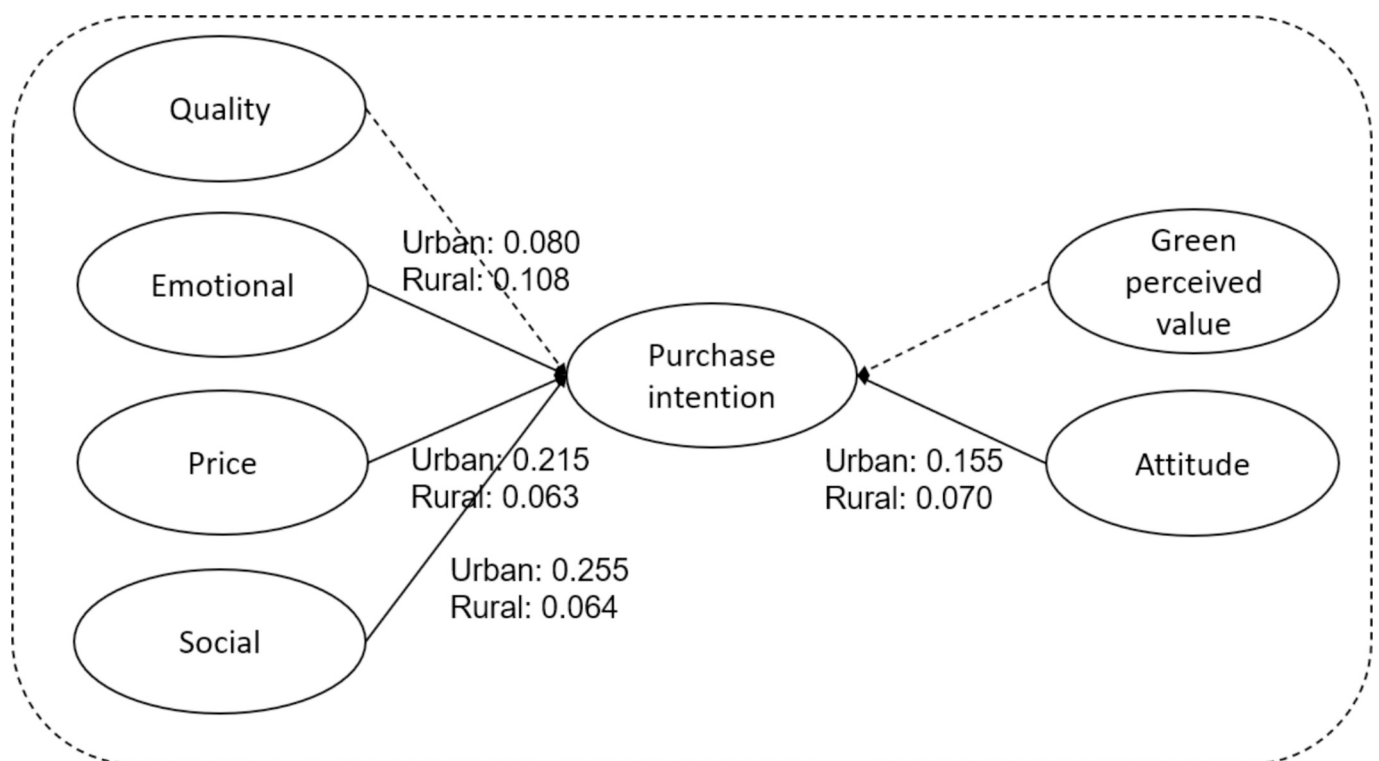 Quality
Emotional
Price
Social
Urban: 0.080
Rural: 0.108
Urban: 0.215
Rural: 0.063
Urban: 0.255
Rural: 0.064
Purchase
intention
Urban: 0.155
Rural: 0.070
Green
perceived
value
Attitude